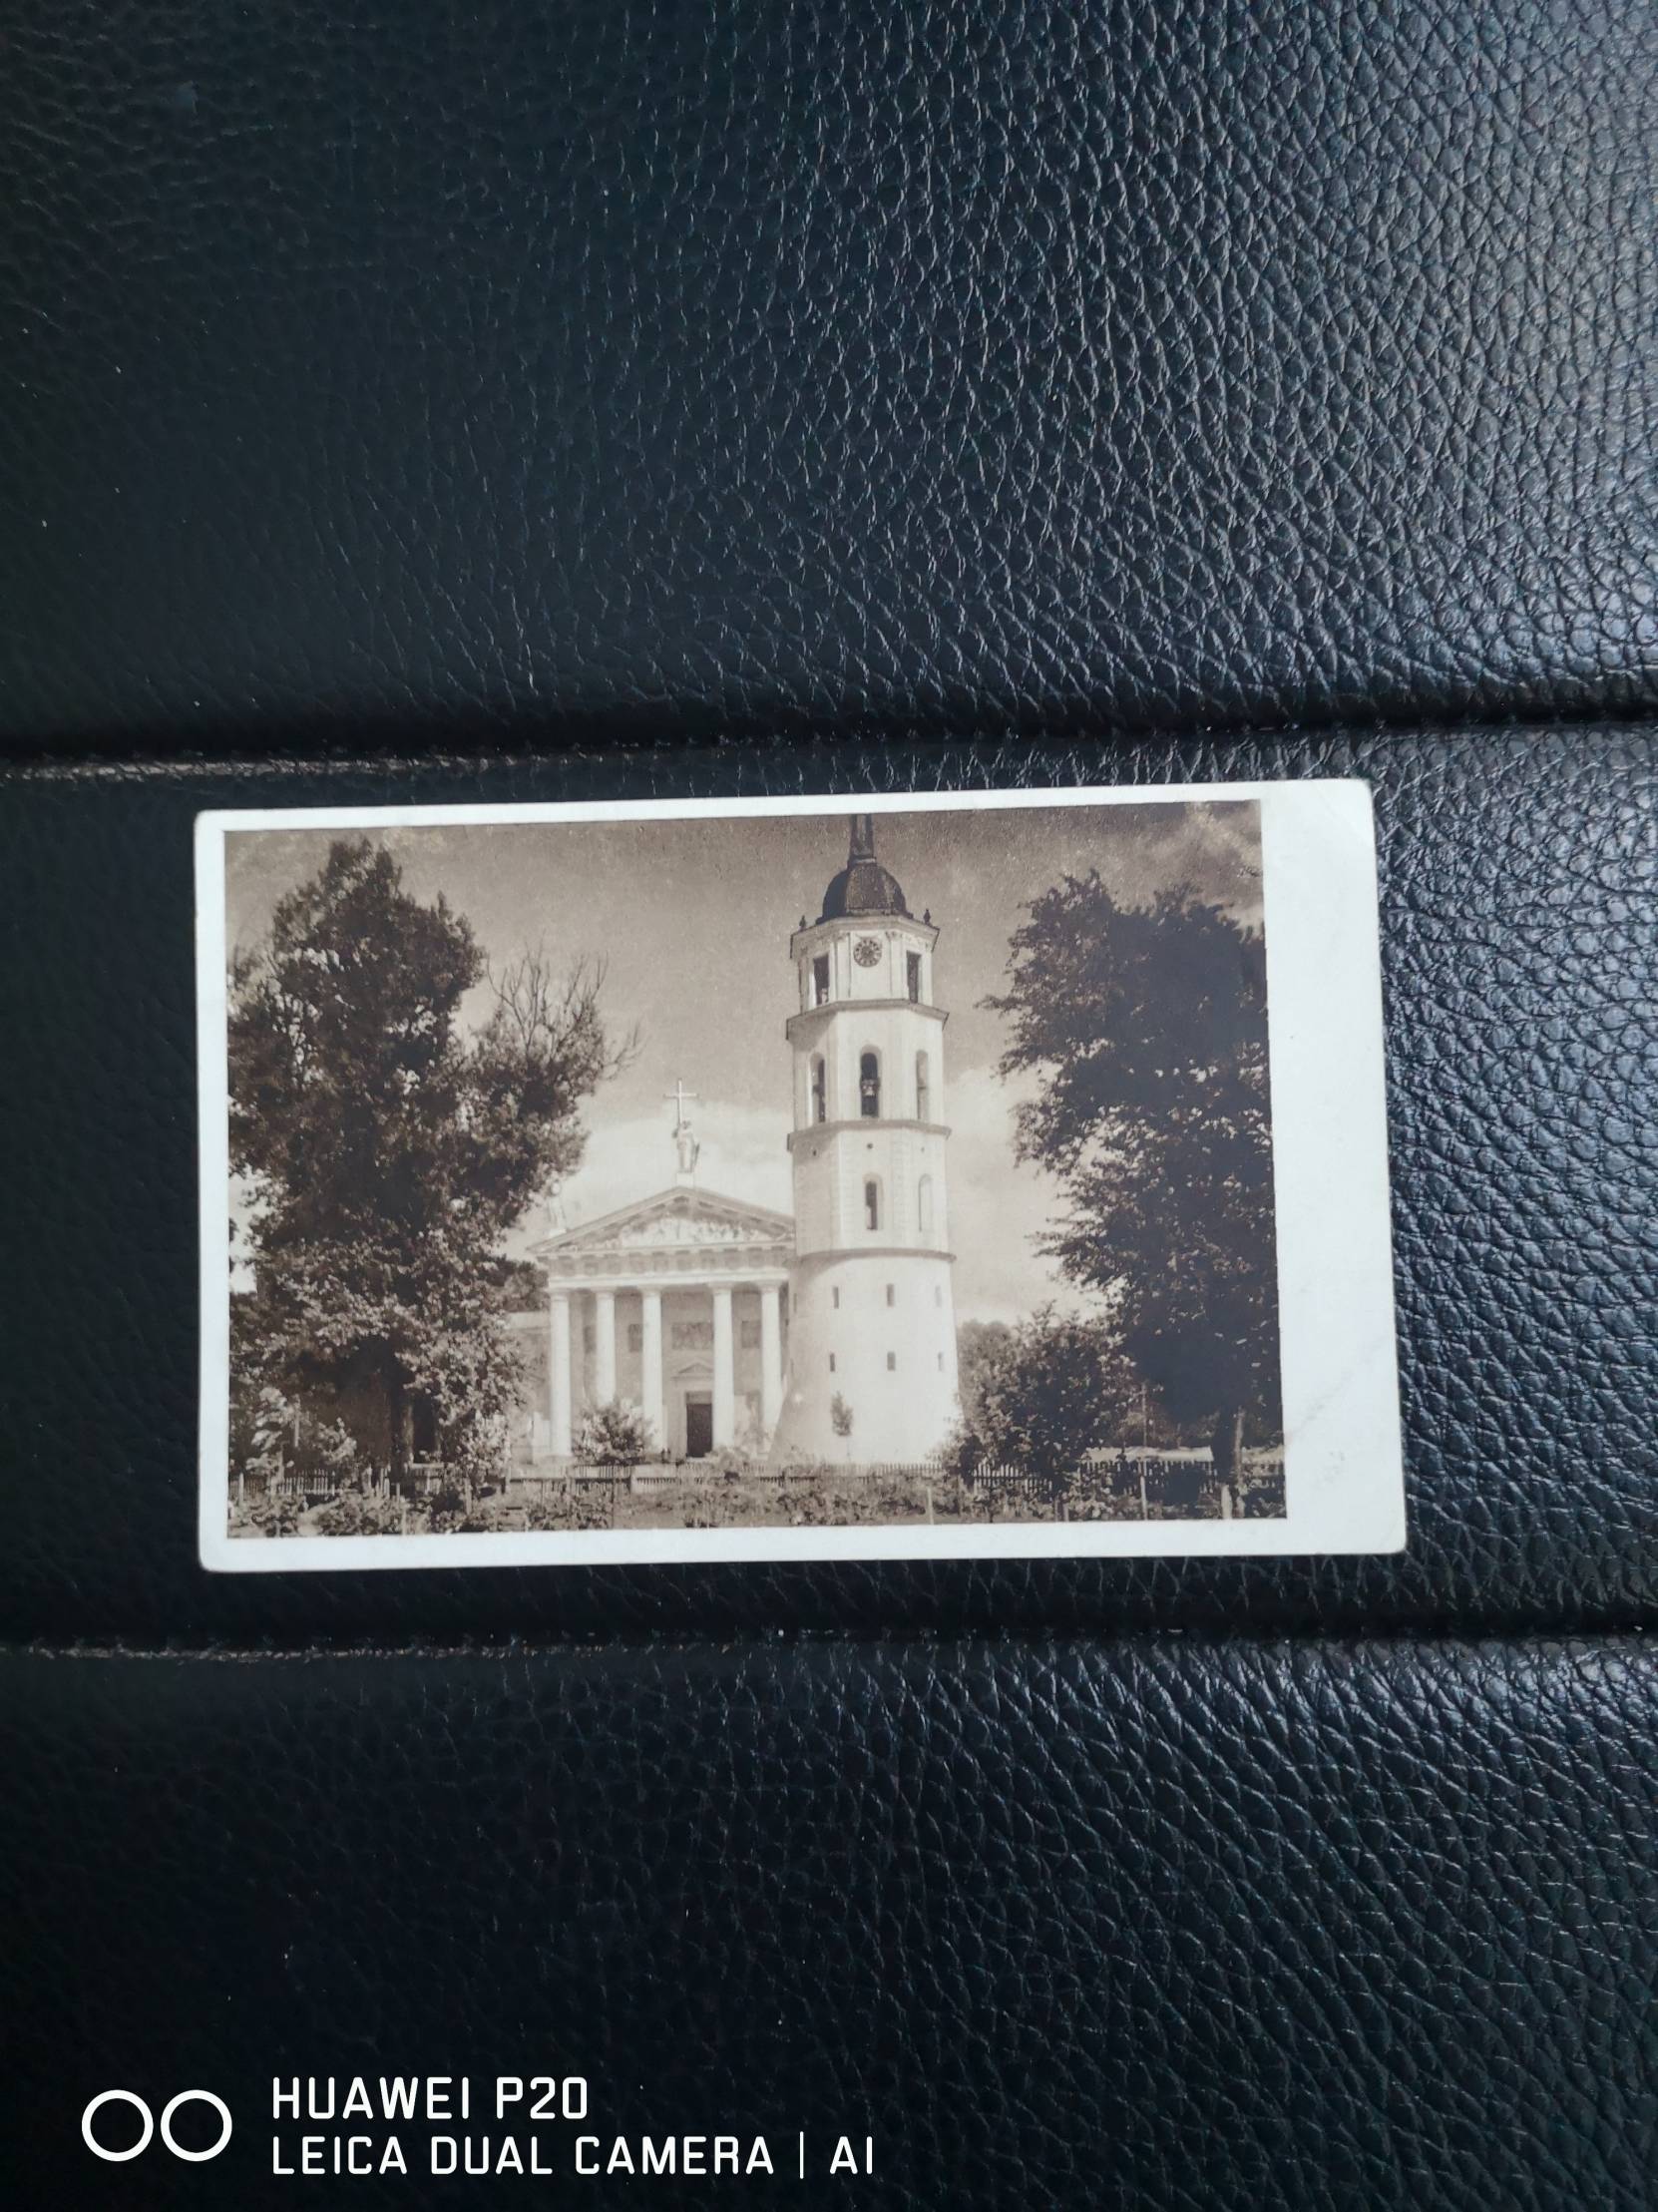 HUAWEI P20
LEICA DUAL CAMERA | AI